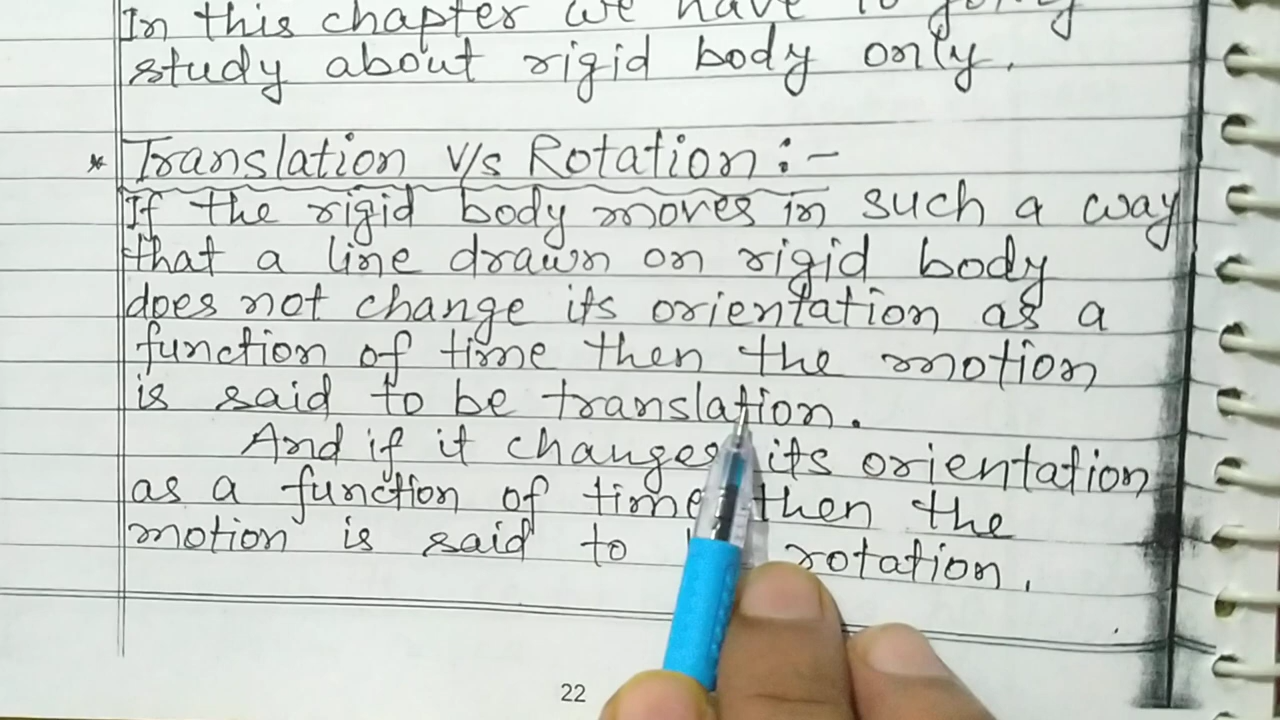 In this chapter we have to going
study about rigid body only.
* Translation v/s Rotation :-
If the rigid body moves in such a way
that a line drawn on rigid body
does not change its orientation as a
function of time then the motion
is said to be translation.
And if it changes its orientation
as a function of time then the
motion is said to rotation.
22